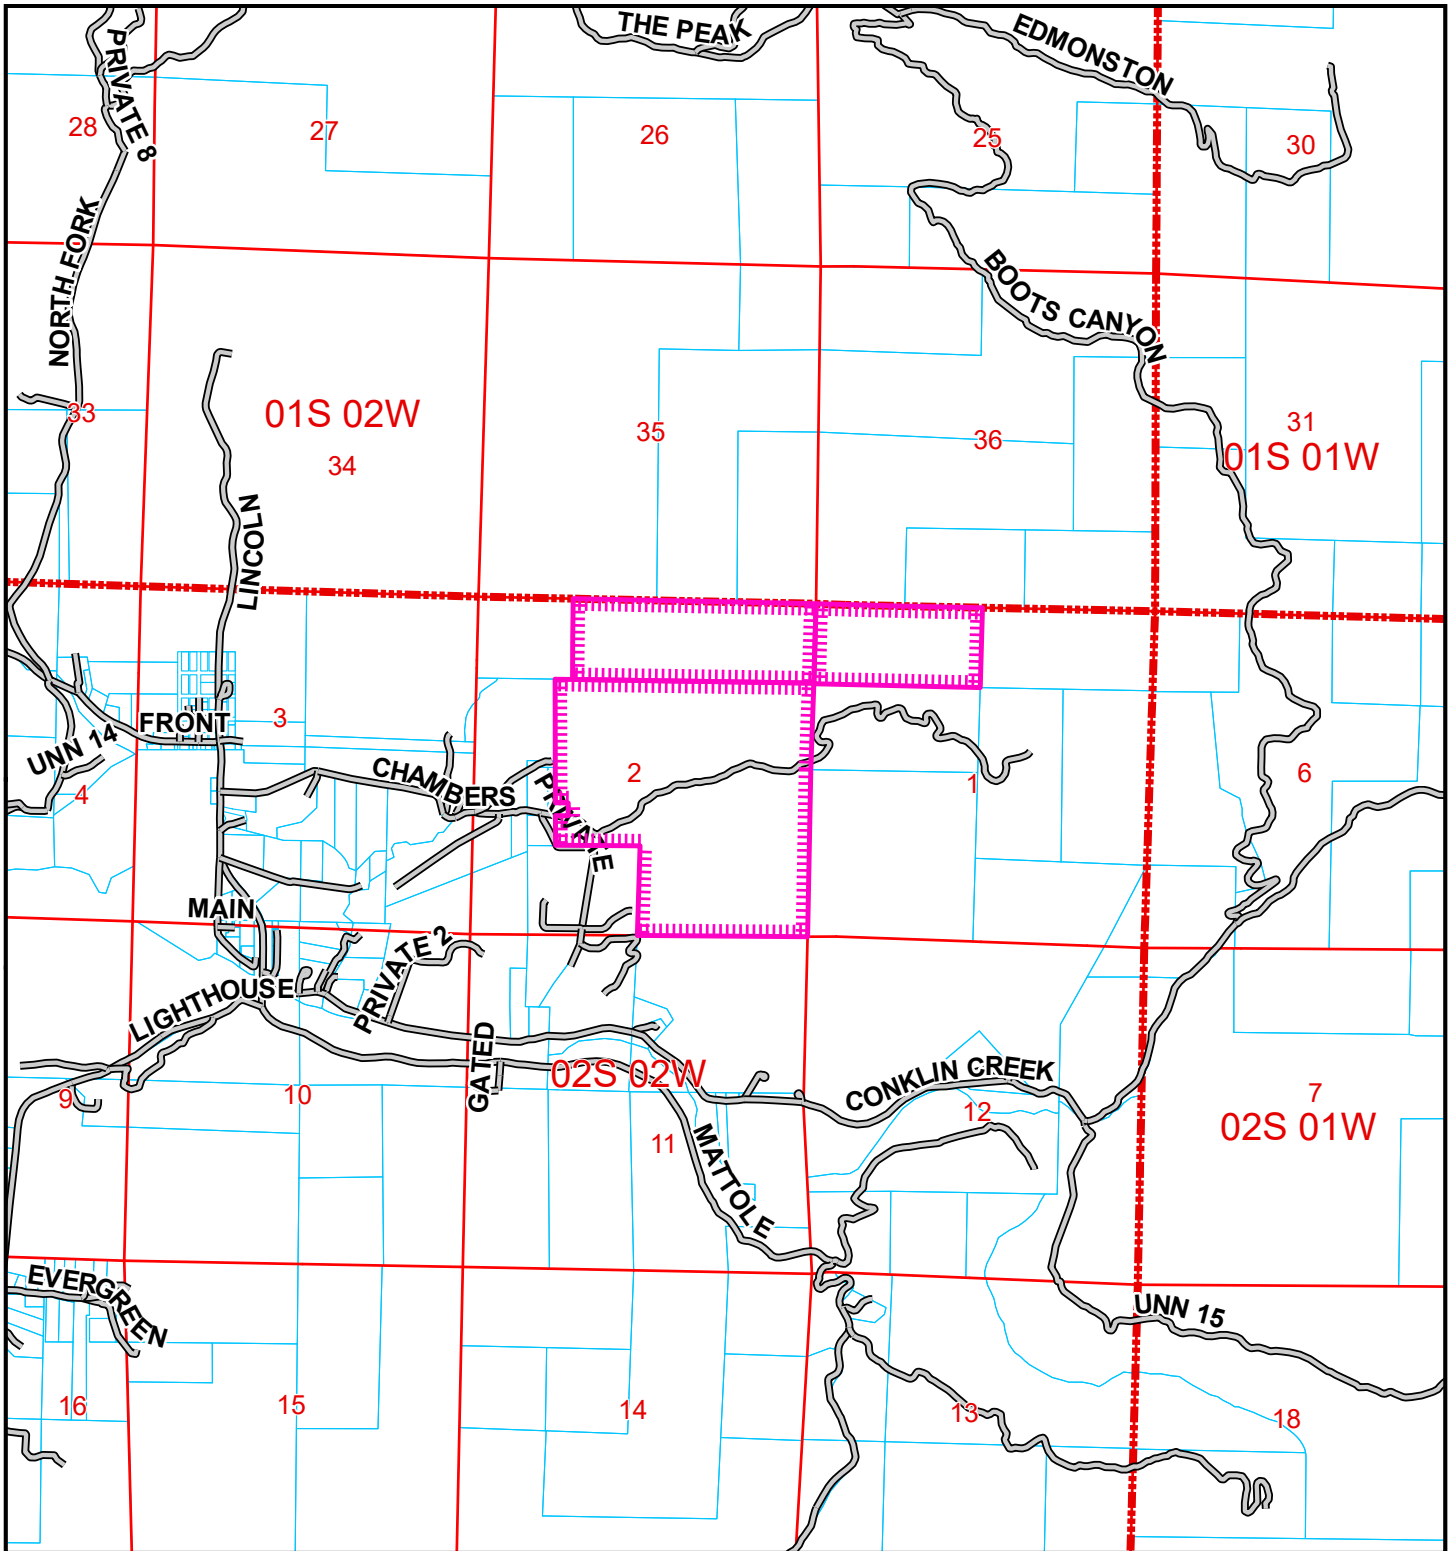 THE PEAK
EDMONSTON
PRIVATE 8
28
27
26
25
30
NORTH FORK
BOOTS CANYON
33
01S 02W
34
35
36
31
01S 01W
LINCOLN
FRONT
3
UNN 14
4
CHAMBERS
PRIVATE
2
1
6
MAIN
PRIVATE 2
LIGHTHOUSE
GATED
02S 02W
CONKLIN CREEK
9
10
11
12
7
02S 01W
MATTOLE
EVERGREEN
UNN 15
16
15
14
13
18